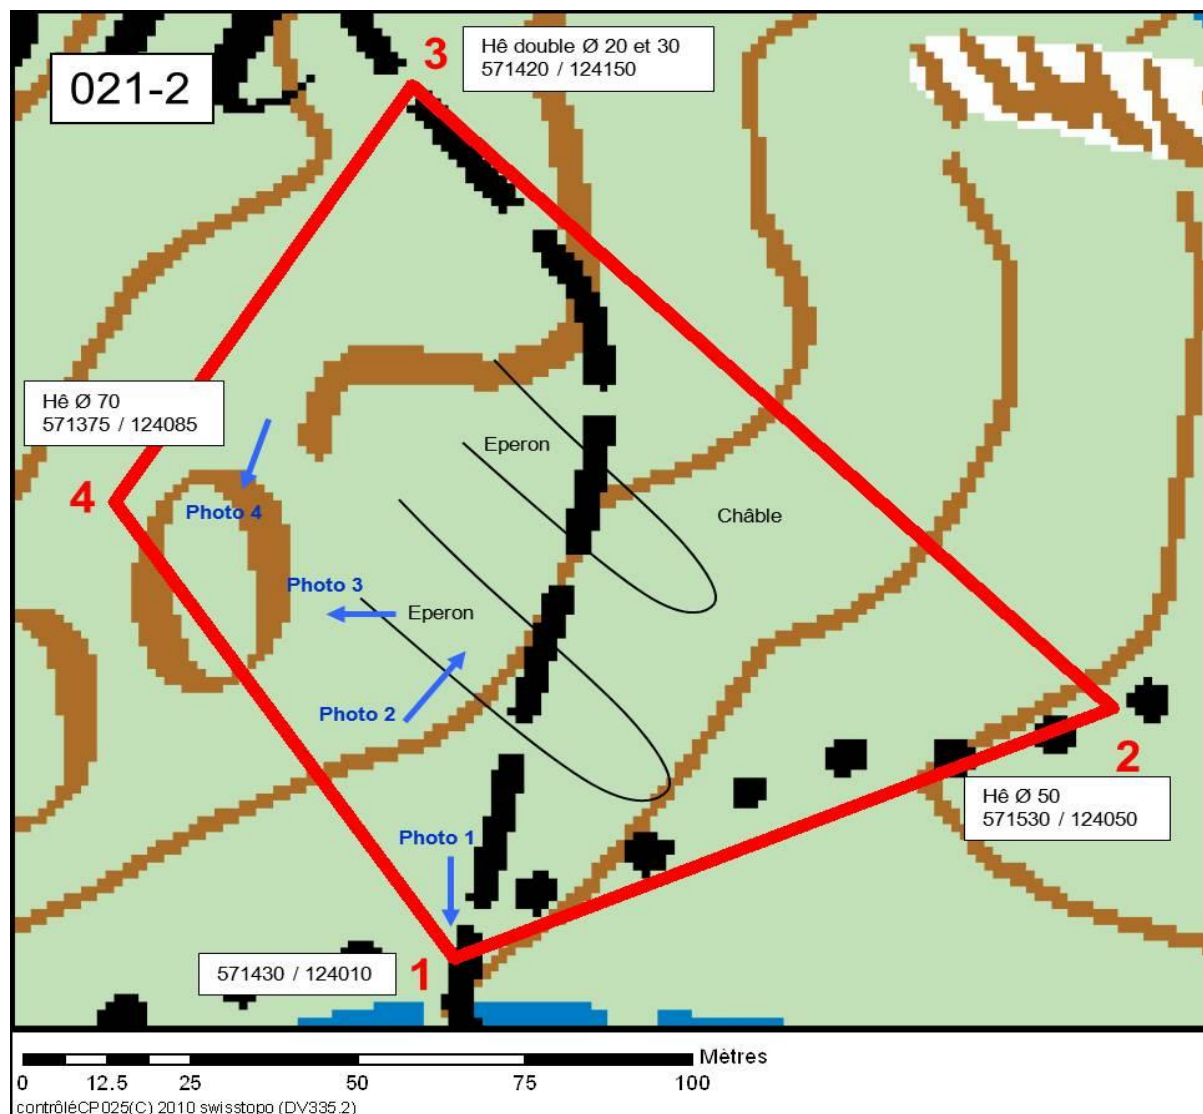 3
Hê double Ø 20 et 30
571420 / 124150
021-2
Hê Ø 70
571375 / 124085
4
Photo 4
Eperon
Châble
Photo 3
Eperon
Photo 2
2
Hê Ø 50
571530 / 124050
Photo 1
1
571430 / 124010
Mètres
0 12.5 25 50 75 100
contrôléCP025(C) 2010 swisstopo (DV335.2)